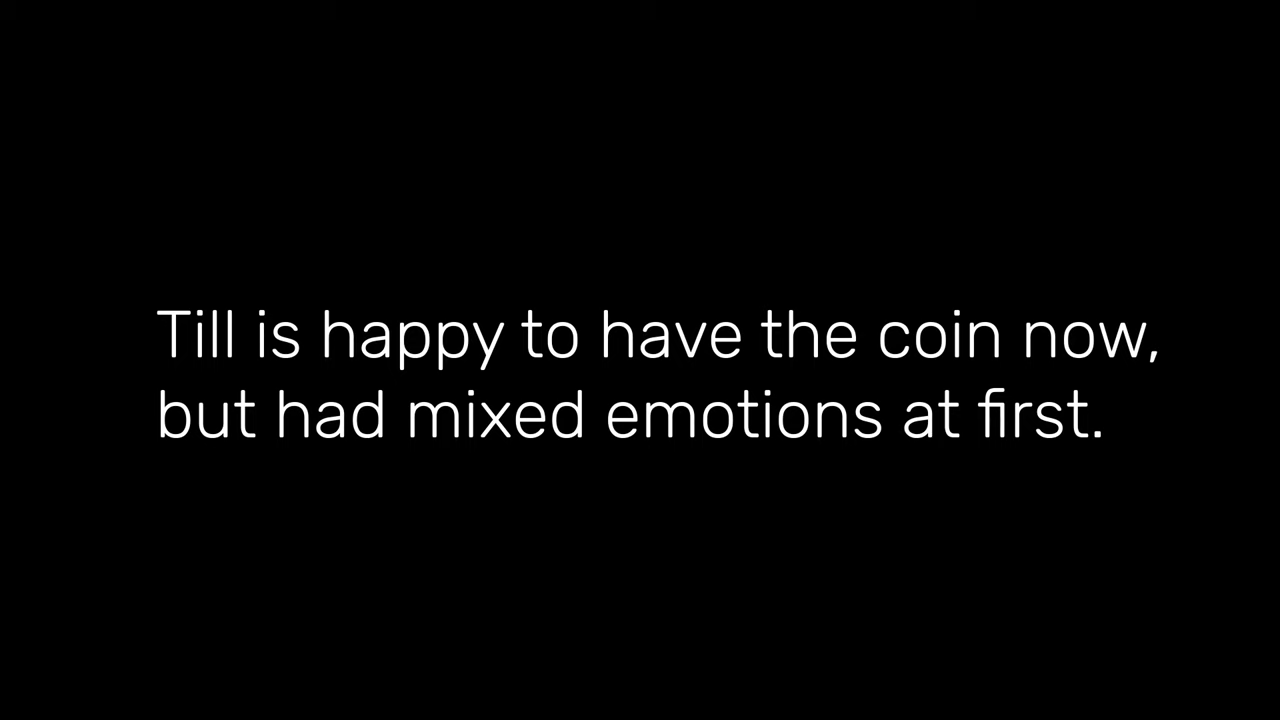 Till is happy to have the coin now,
but had mixed emotions at first.